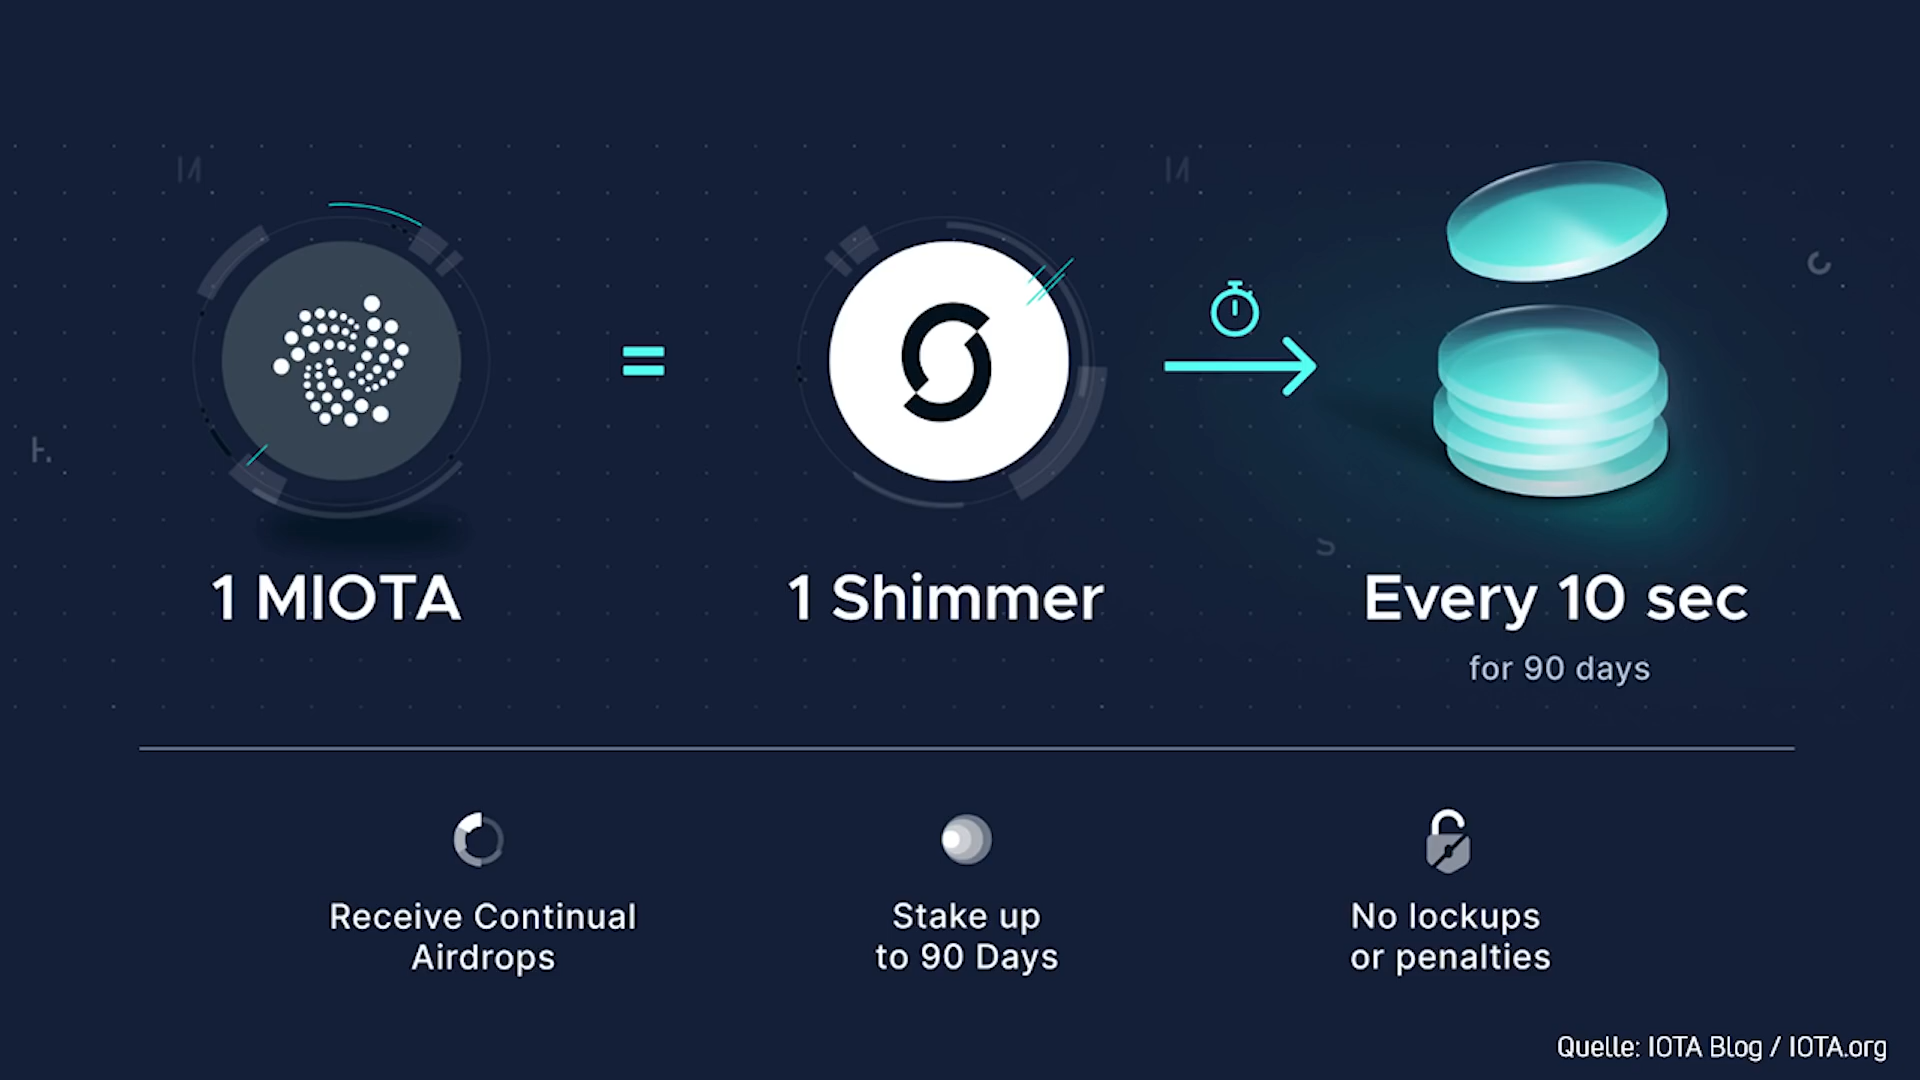 1 MIOTA
=
1 Shimmer
Every 10 sec
for 90 days
Receive Continual
Airdrops
Stake up
to 90 Days
No lockups
or penalties
Quelle: IOTA Blog / IOTA.org